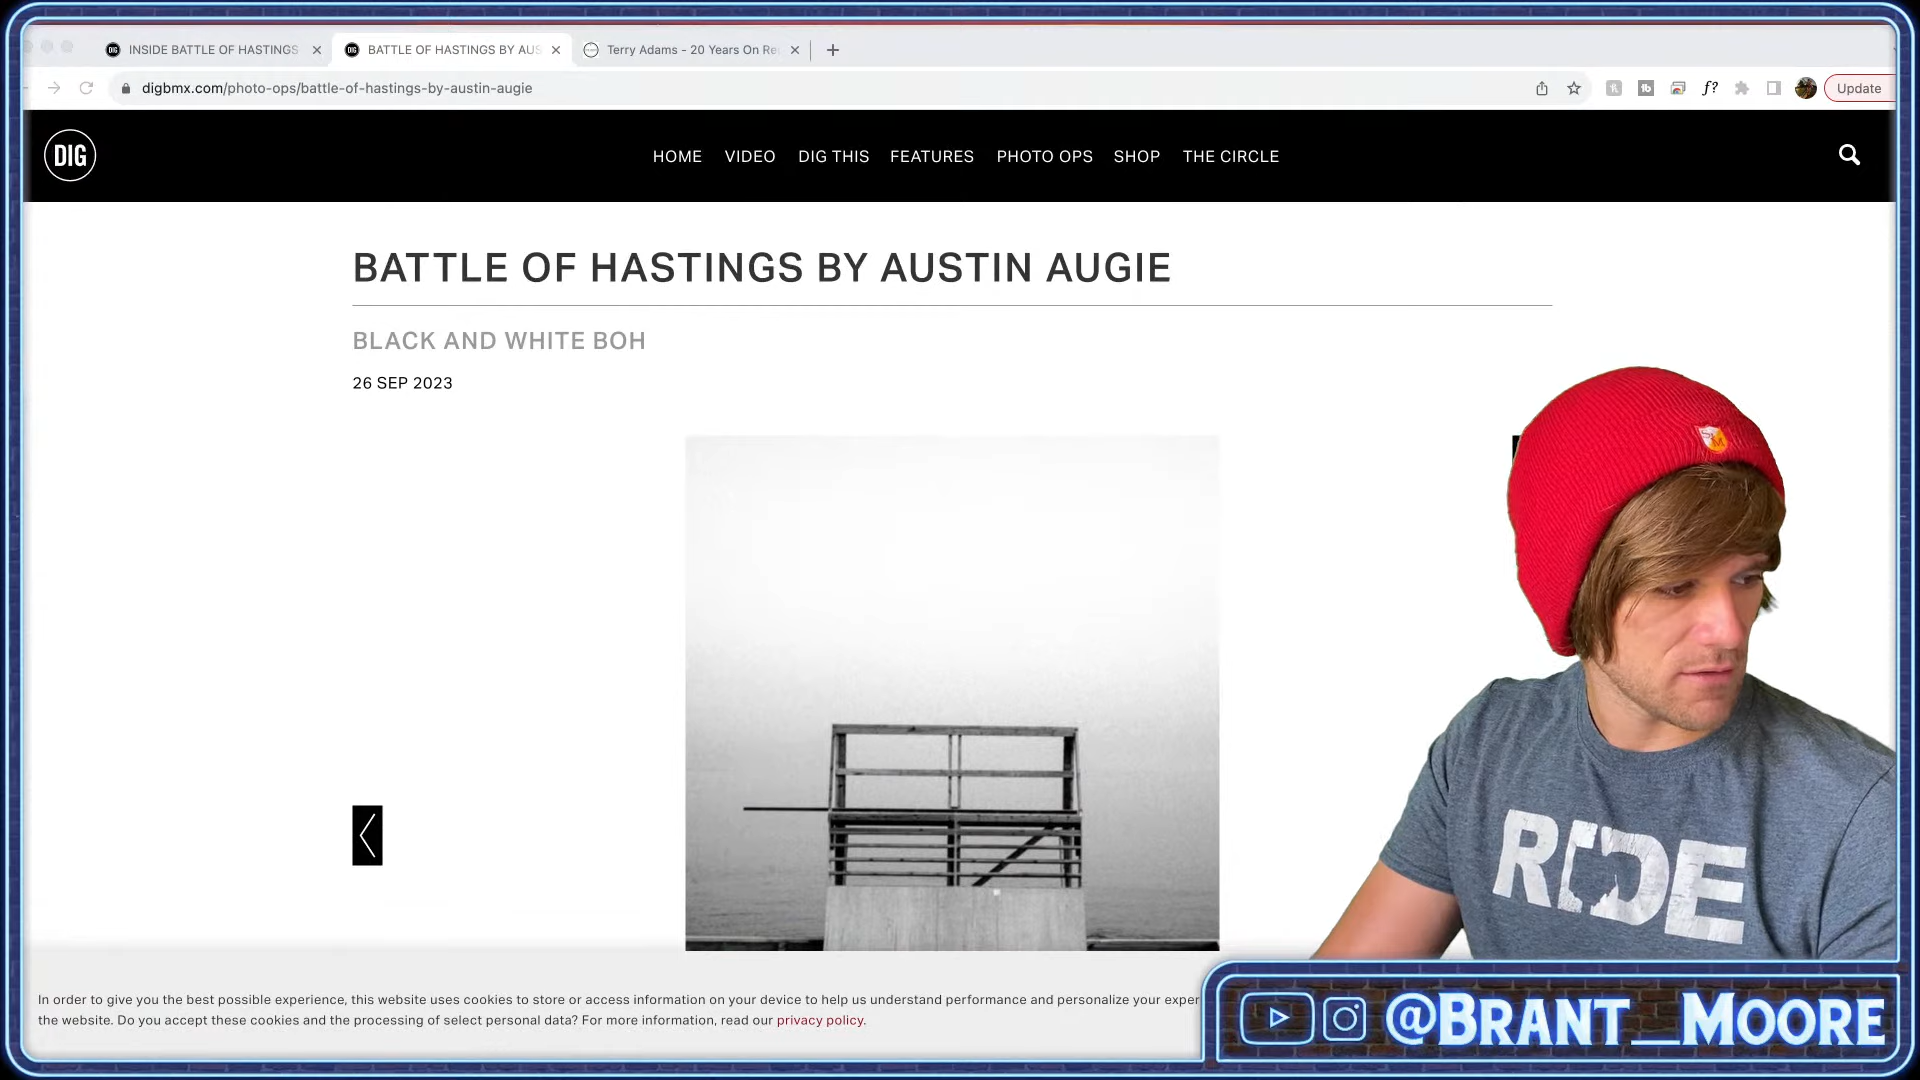 INSIDE BATTLE OF HASTINGS
BATTLE OF HASTINGS BY AUS
Terry Adams - 20 Years On Re
digbmx.com/photo-ops/battle-of-hastings-by-austin-augie
f?
Update
DIG
HOME
VIDEO
DIG THIS
FEATURES
PHOTO OPS
SHOP
THE CIRCLE
BATTLE OF HASTINGS BY AUSTIN AUGIE
BLACK AND WHITE BOH
26 SEP 2023
RIDE
In order to give you the best possible experience, this website uses cookies to store or access information on your device to help us understand performance and personalize your exper
the website. Do you accept these cookies and the processing of select personal data? For more information, read our privacy policy.
@BRANT_MOORE